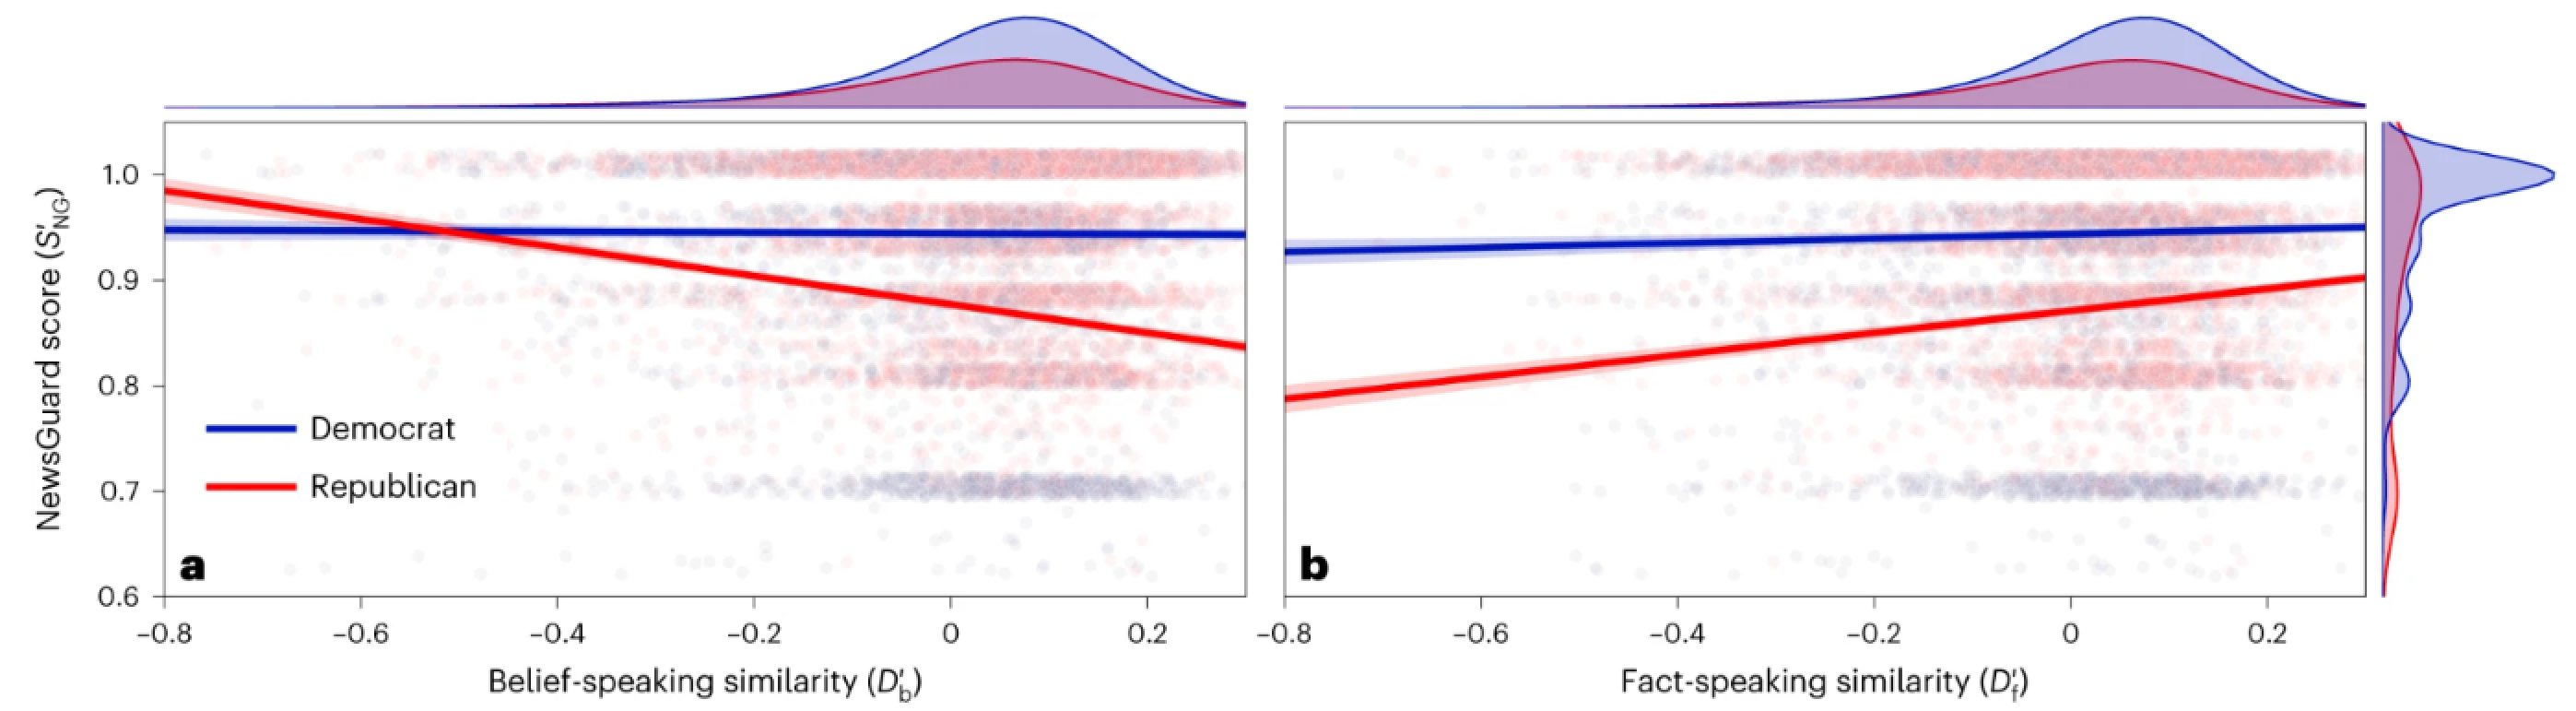 NewsGuard score (S′NG)
1.0
0.9
0.8
0.7
0.6
Democrat
Republican
a
b
−0.8 −0.6 −0.4 −0.2 0 0.2
−0.8 −0.6 −0.4 −0.2 0 0.2
Belief-speaking similarity (D′b)
Fact-speaking similarity (D′f)